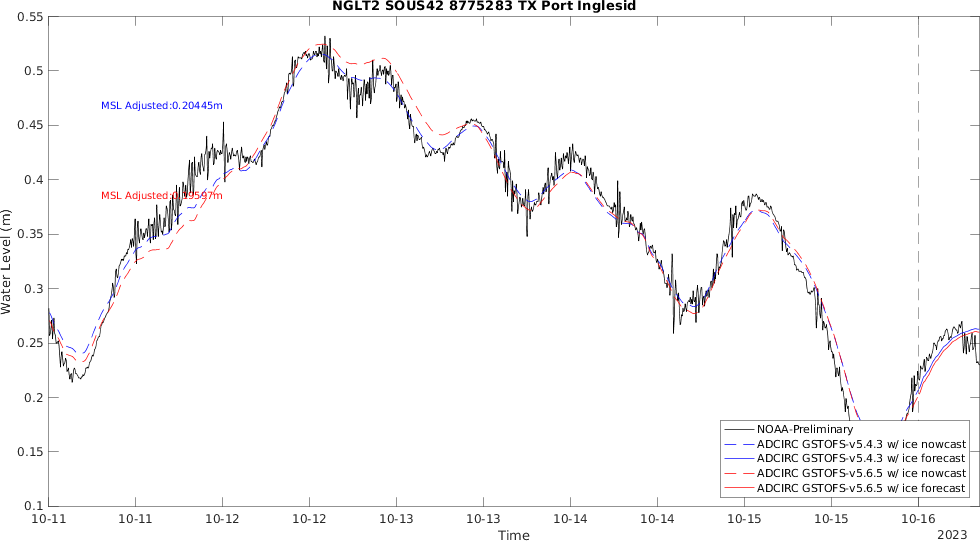 NGLT2 SOUS42 8775283 TX Port Inglesid
0.55
0.5
0.45
0.4
0.35
0.3
0.25
0.2
0.15
0.1
Water Level (m)
MSL Adjusted:0.20445m
MSL Adjusted:0.19597m
NOAA-Preliminary
ADCIRC GSTOFS-v5.4.3 w/ ice nowcast
ADCIRC GSTOFS-v5.4.3 w/ ice forecast
ADCIRC GSTOFS-v5.6.5 w/ ice nowcast
ADCIRC GSTOFS-v5.6.5 w/ ice forecast
10-11 10-11 10-12 10-12 10-13 10-13 10-14 10-14 10-15 10-15 10-16
Time
2023